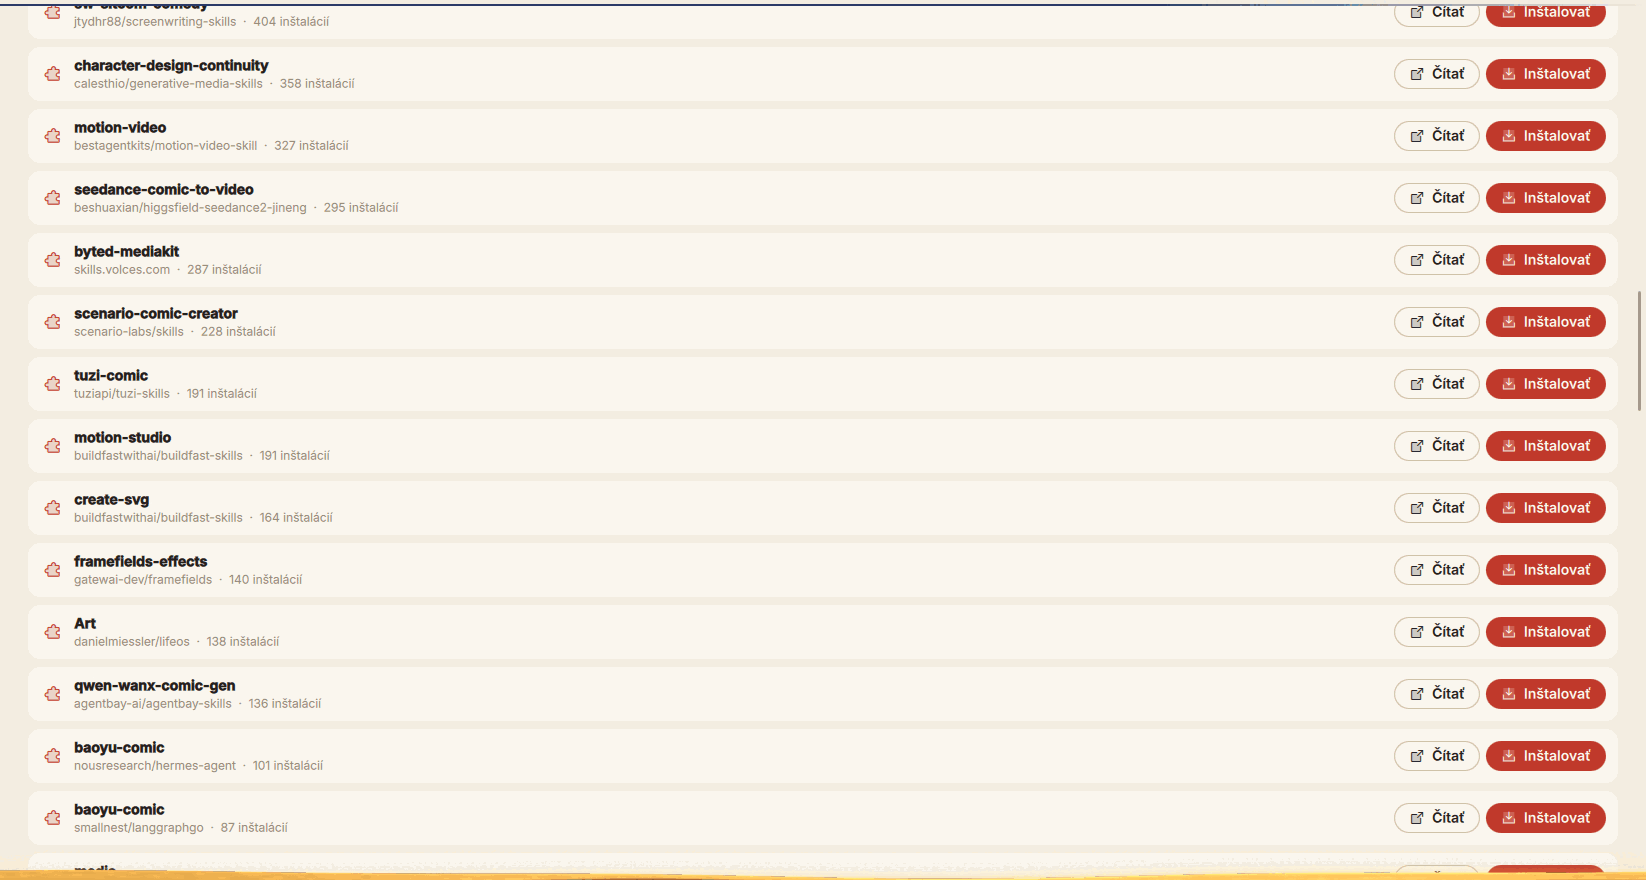 jtydhr88/screenwriting-skills · 404 inštalácií
Čítať
Inštalovať
character-design-continuity
calesthio/generative-media-skills · 358 inštalácií
Čítať
Inštalovať
motion-video
bestagentkits/motion-video-skill · 327 inštalácií
Čítať
Inštalovať
seedance-comic-to-video
beshuaxian/higgsfield-seedance2-jineng · 295 inštalácií
Čítať
Inštalovať
byted-mediakit
skills.volces.com · 287 inštalácií
Čítať
Inštalovať
scenario-comic-creator
scenario-labs/skills · 228 inštalácií
Čítať
Inštalovať
tuzi-comic
tuziapi/tuzi-skills · 191 inštalácií
Čítať
Inštalovať
motion-studio
buildfastwithai/buildfast-skills · 191 inštalácií
Čítať
Inštalovať
create-svg
buildfastwithai/buildfast-skills · 164 inštalácií
Čítať
Inštalovať
framefields-effects
gatewai-dev/framefields · 140 inštalácií
Čítať
Inštalovať
Art
danielmiessler/lifeos · 138 inštalácií
Čítať
Inštalovať
qwen-wanx-comic-gen
agentbay-ai/agentbay-skills · 136 inštalácií
Čítať
Inštalovať
baoyu-comic
nousresearch/hermes-agent · 101 inštalácií
Čítať
Inštalovať
baoyu-comic
smallnest/langgraphgo · 87 inštalácií
Čítať
Inštalovať